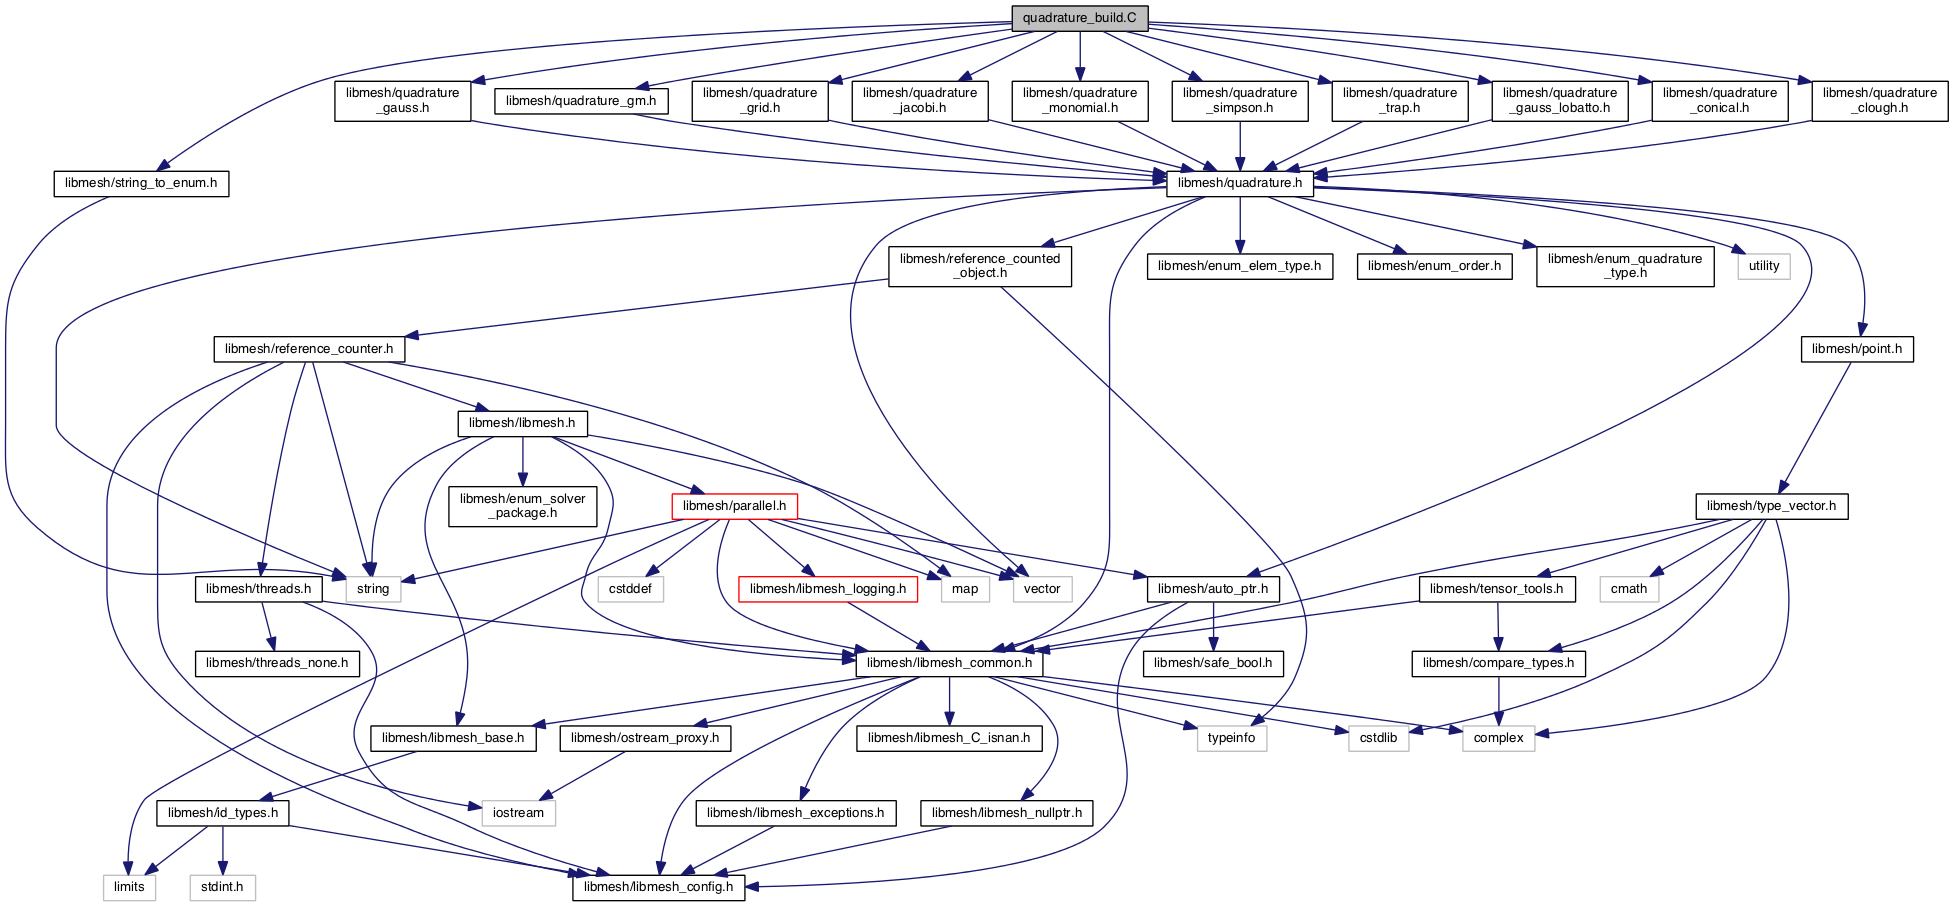 quadrature_build.C
libmesh/quadrature
_gauss.h
libmesh/quadrature_gm.h
libmesh/quadrature
_grid.h
libmesh/quadrature
_jacobi.h
libmesh/quadrature
_monomial.h
libmesh/quadrature
_simpson.h
libmesh/quadrature
_trap.h
libmesh/quadrature
_gauss_lobatto.h
libmesh/quadrature
_conical.h
libmesh/quadrature
_clough.h
libmesh/string_to_enum.h
libmesh/quadrature.h
libmesh/reference_counted
_object.h
libmesh/enum_elem_type.h
libmesh/enum_order.h
libmesh/enum_quadrature
_type.h
utility
libmesh/reference_counter.h
libmesh/point.h
libmesh/libmesh.h
libmesh/enum_solver
_package.h
libmesh/parallel.h
libmesh/type_vector.h
libmesh/threads.h
string
cstddef
libmesh/libmesh_logging.h
map
vector
libmesh/auto_ptr.h
libmesh/tensor_tools.h
cmath
libmesh/threads_none.h
libmesh/libmesh_common.h
libmesh/safe_bool.h
libmesh/compare_types.h
libmesh/libmesh_base.h
libmesh/ostream_proxy.h
libmesh/libmesh_C_isnan.h
typeinfo
cstdlib
complex
libmesh/id_types.h
iostream
libmesh/libmesh_exceptions.h
libmesh/libmesh_nullptr.h
limits
stdint.h
libmesh/libmesh_config.h